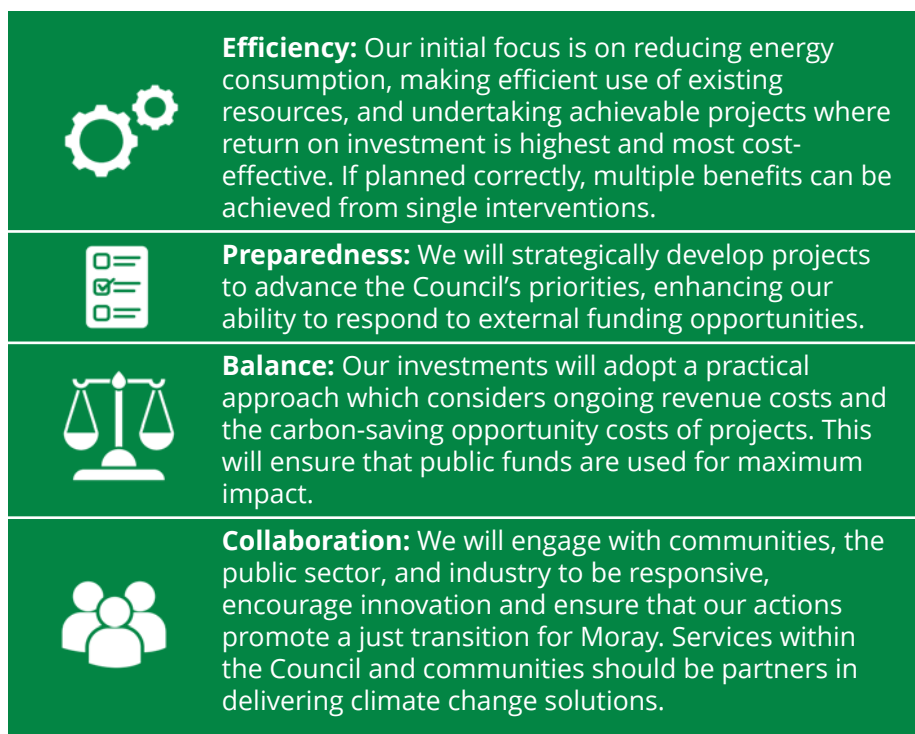 Efficiency: Our initial focus is on reducing energy
consumption, making efficient use of existing
resources, and undertaking achievable projects where
return on investment is highest and most cost-
effective. If planned correctly, multiple benefits can be
achieved from single interventions.
Preparedness: We will strategically develop projects
to advance the Council’s priorities, enhancing our
ability to respond to external funding opportunities.
Balance: Our investments will adopt a practical
approach which considers ongoing revenue costs and
the carbon-saving opportunity costs of projects. This
will ensure that public funds are used for maximum
impact.
Collaboration: We will engage with communities, the
public sector, and industry to be responsive,
encourage innovation and ensure that our actions
promote a just transition for Moray. Services within
the Council and communities should be partners in
delivering climate change solutions.